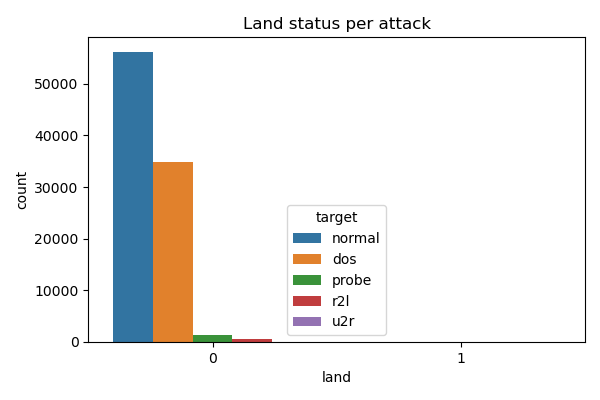 Land status per attack
count
50000
40000
30000
20000
10000
0
target
normal
dos
probe
r2l
u2r
0 1
land